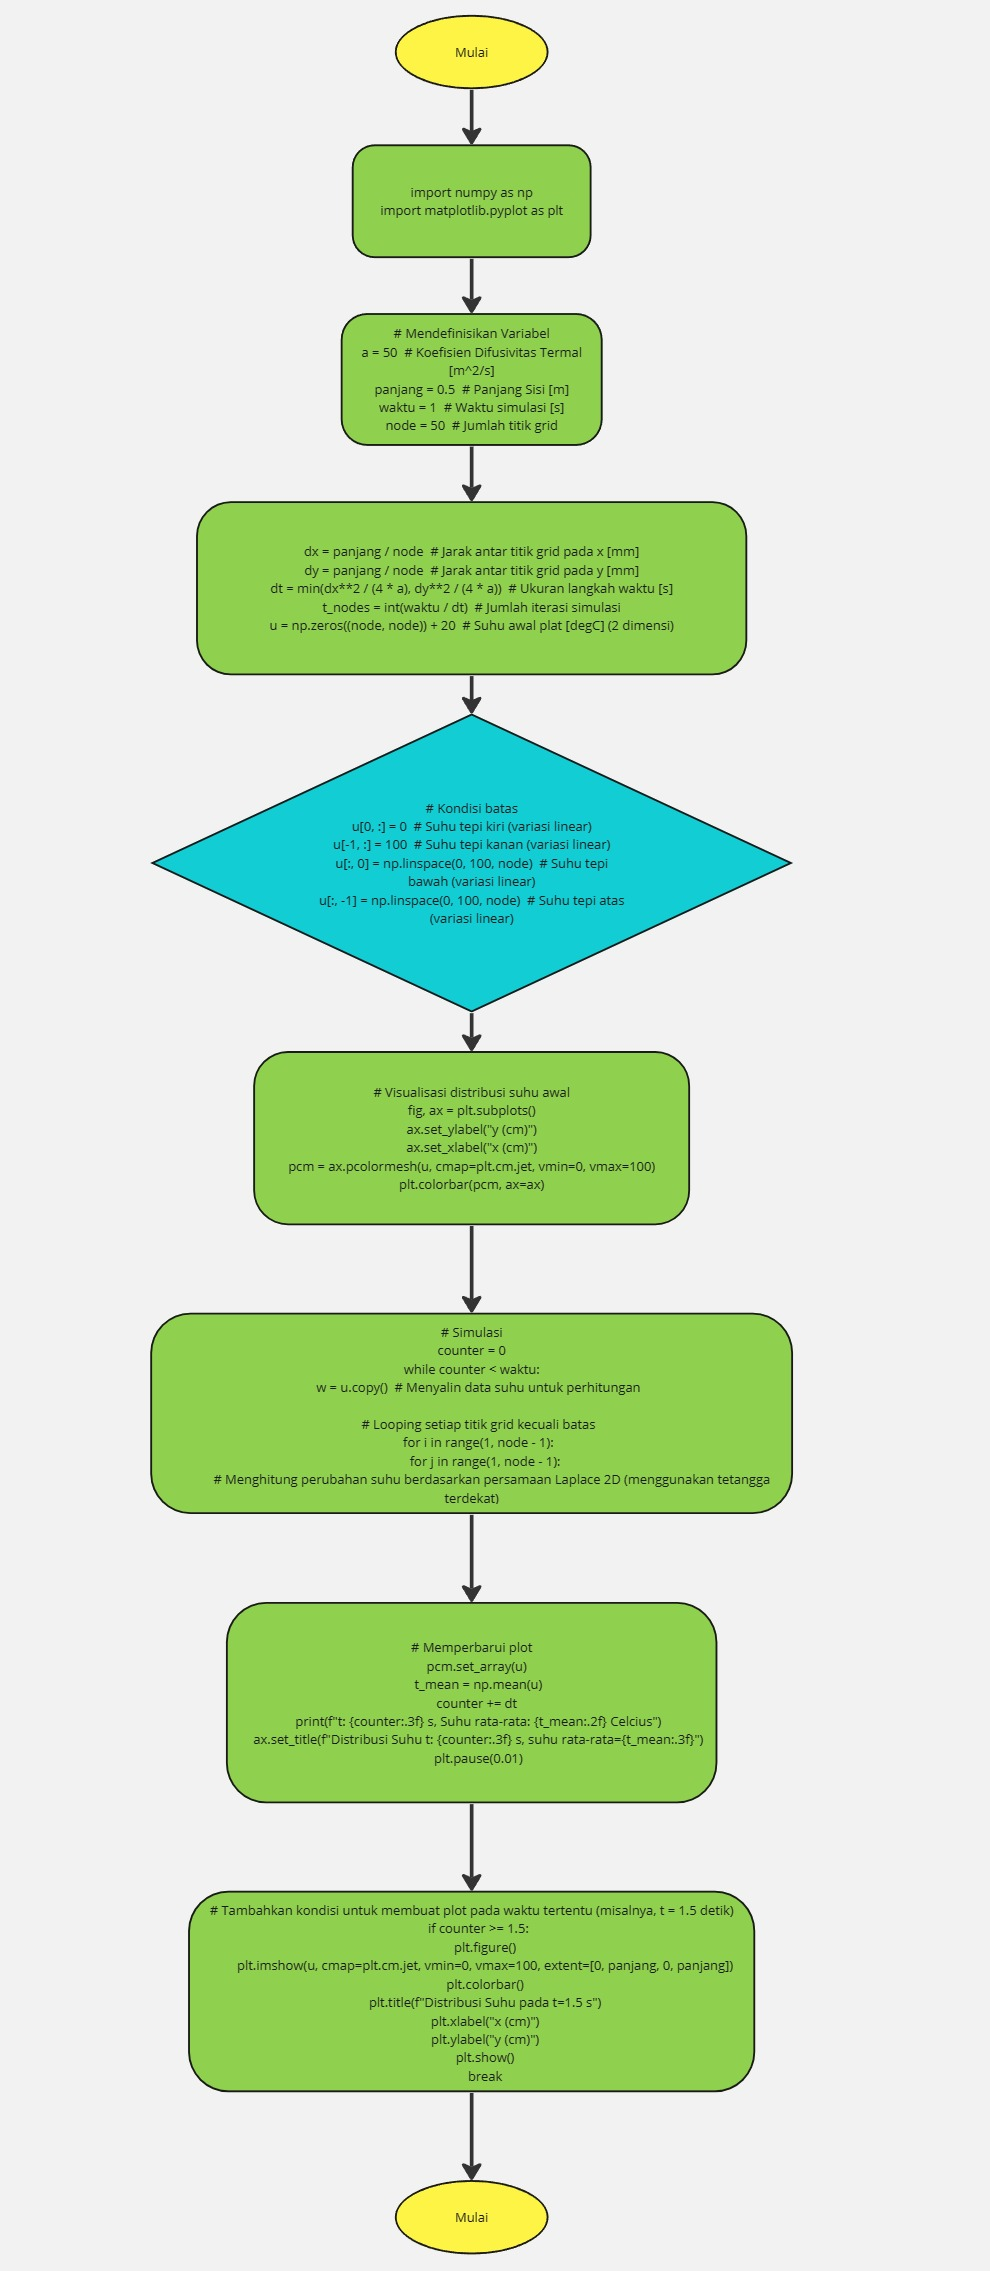 Mulai
import numpy as np
import matplotlib.pyplot as plt
# Mendefinisikan Variabel
a = 50  # Koefisien Difusivitas Termal
[m^2/s]
panjang = 0.5  # Panjang Sisi [m]
waktu = 1  # Waktu simulasi [s]
node = 50  # Jumlah titik grid
dx = panjang / node  # Jarak antar titik grid pada x [mm]
dy = panjang / node  # Jarak antar titik grid pada y [mm]
dt = min(dx**2 / (4 * a), dy**2 / (4 * a))  # Ukuran langkah waktu [s]
t_nodes = int(waktu / dt)  # Jumlah iterasi simulasi
u = np.zeros((node, node)) + 20  # Suhu awal plat [degC] (2 dimensi)
# Kondisi batas
u[0, :] = 0  # Suhu tepi kiri (variasi linear)
u[-1, :] = 100  # Suhu tepi kanan (variasi linear)
u[:, 0] = np.linspace(0, 100, node)  # Suhu tepi
bawah (variasi linear)
u[:, -1] = np.linspace(0, 100, node)  # Suhu tepi atas
(variasi linear)
# Visualisasi distribusi suhu awal
fig, ax = plt.subplots()
ax.set_ylabel("y (cm)")
ax.set_xlabel("x (cm)")
pcm = ax.pcolormesh(u, cmap=plt.cm.jet, vmin=0, vmax=100)
plt.colorbar(pcm, ax=ax)
# Simulasi
counter = 0
while counter < waktu:
w = u.copy()  # Menyalin data suhu untuk perhitungan
# Looping setiap titik grid kecuali batas
for i in range(1, node - 1):
for j in range(1, node - 1):
# Menghitung perubahan suhu berdasarkan persamaan Laplace 2D (menggunakan tetangga
terdekat)
# Memperbarui plot
pcm.set_array(u)
t_mean = np.mean(u)
counter += dt
print(f"t: {counter:.3f} s, Suhu rata-rata: {t_mean:.2f} Celcius")
ax.set_title(f"Distribusi Suhu t: {counter:.3f} s, suhu rata-rata={t_mean:.3f}")
plt.pause(0.01)
# Tambahkan kondisi untuk membuat plot pada waktu tertentu (misalnya, t = 1.5 detik)
if counter >= 1.5:
plt.figure()
plt.imshow(u, cmap=plt.cm.jet, vmin=0, vmax=100, extent=[0, panjang, 0, panjang])
plt.colorbar()
plt.title(f"Distribusi Suhu pada t=1.5 s")
plt.xlabel("x (cm)")
plt.ylabel("y (cm)")
plt.show()
break
Mulai